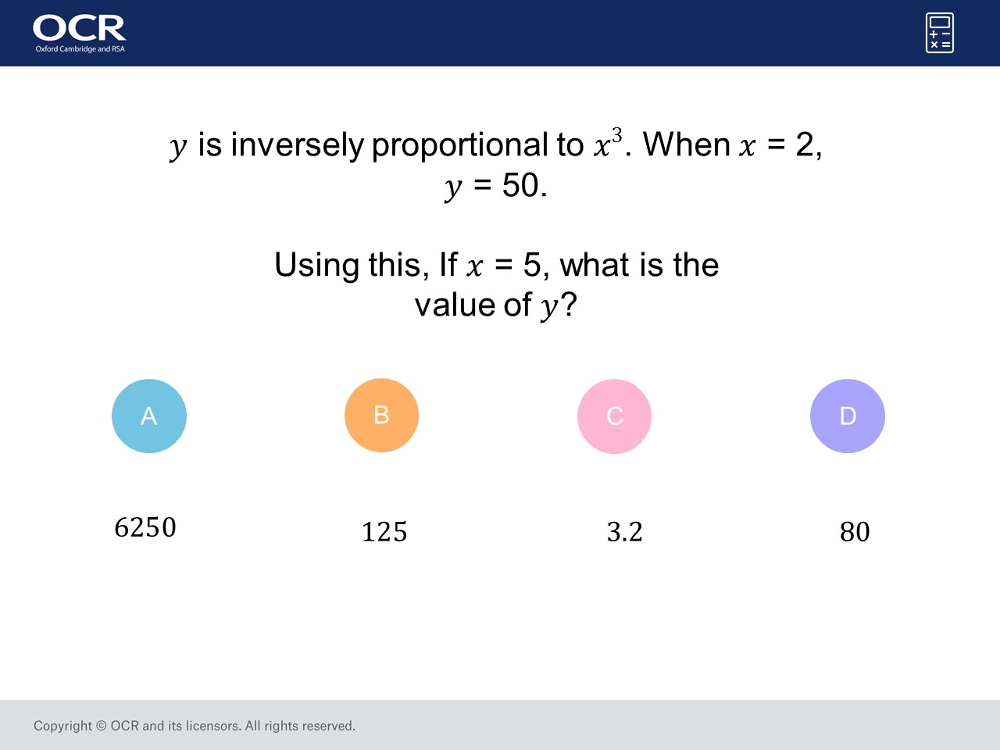 OCR
Oxford Cambridge and RSA
+ −
× =
y is inversely proportional to x³. When x = 2,
y = 50.
Using this, If x = 5, what is the
value of y?
A B C D
6250 125 3.2 80
Copyright © OCR and its licensors. All rights reserved.